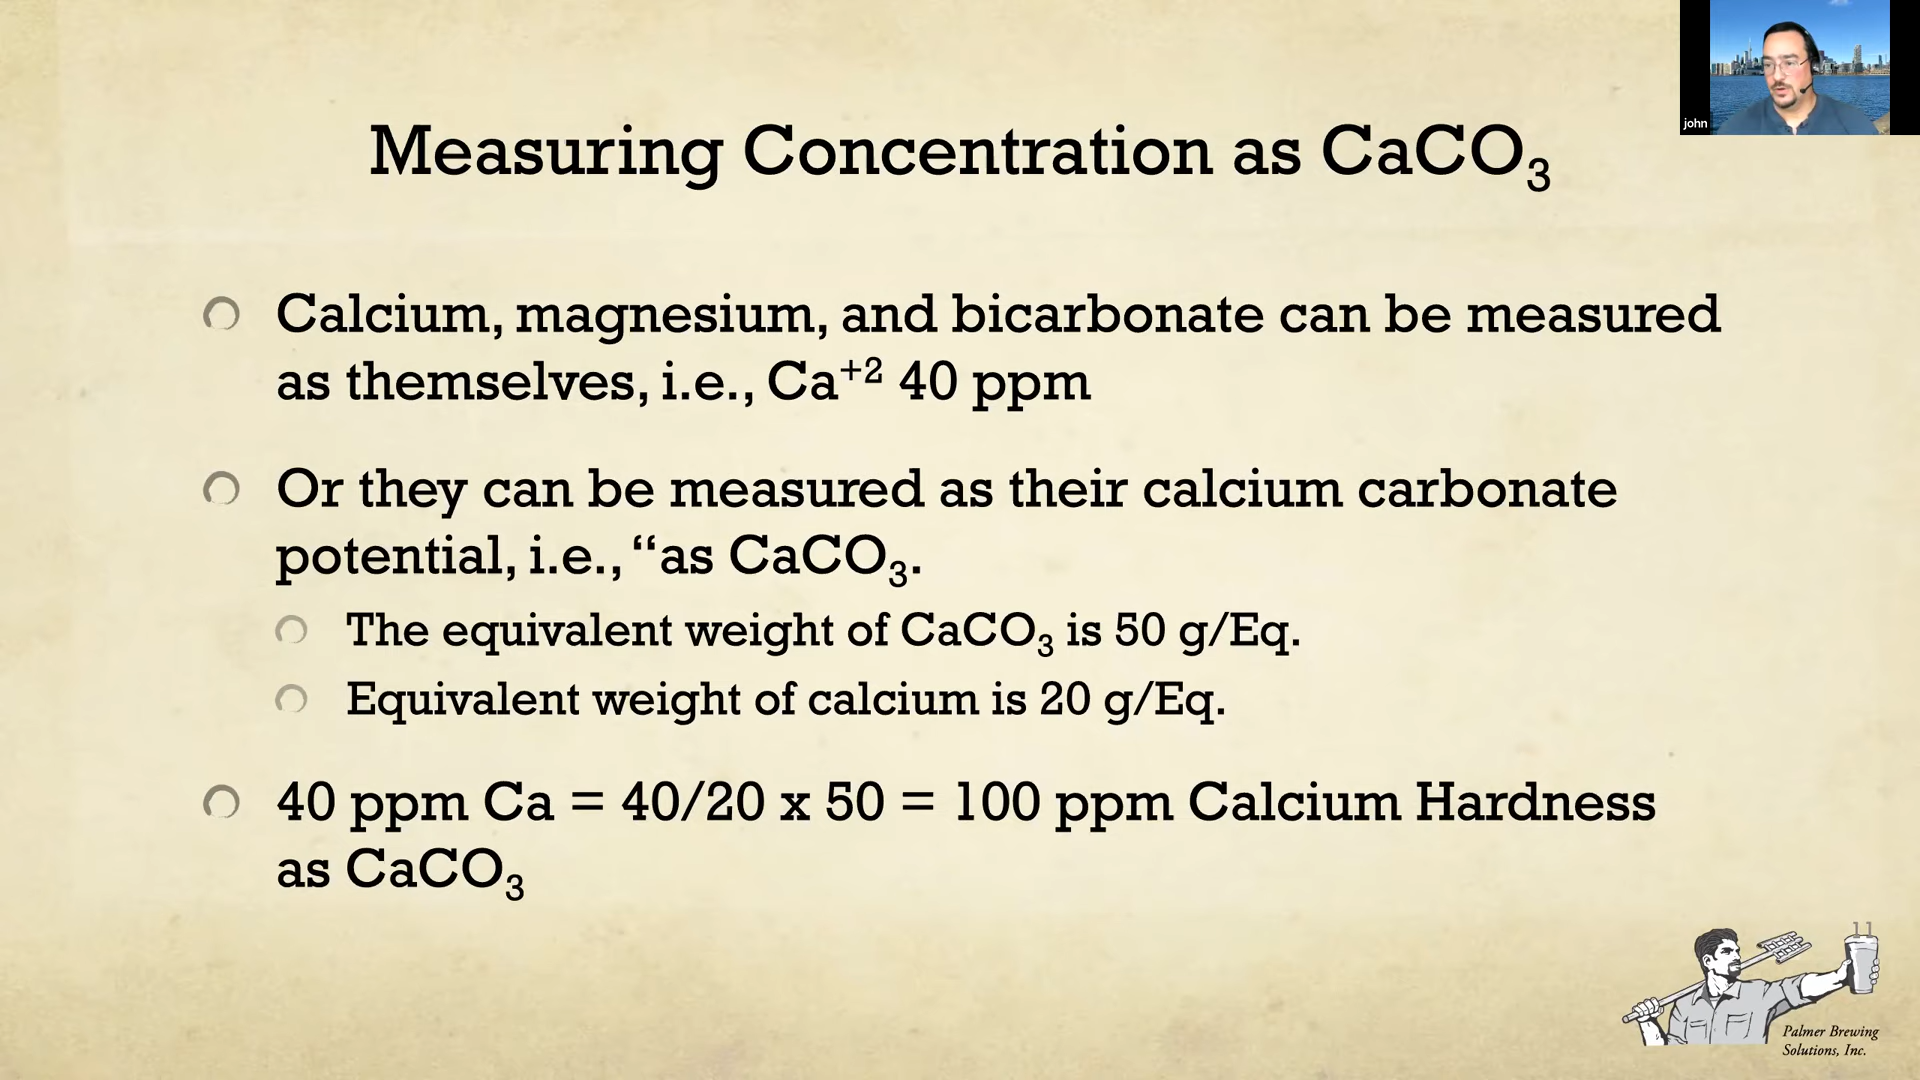 john
Measuring Concentration as CaCO₃
Calcium, magnesium, and bicarbonate can be measured
as themselves, i.e., Ca⁺² 40 ppm
Or they can be measured as their calcium carbonate
potential, i.e., “as CaCO₃.
The equivalent weight of CaCO₃ is 50 g/Eq.
Equivalent weight of calcium is 20 g/Eq.
40 ppm Ca = 40/20 x 50 = 100 ppm Calcium Hardness
as CaCO₃
Palmer Brewing
Solutions, Inc.